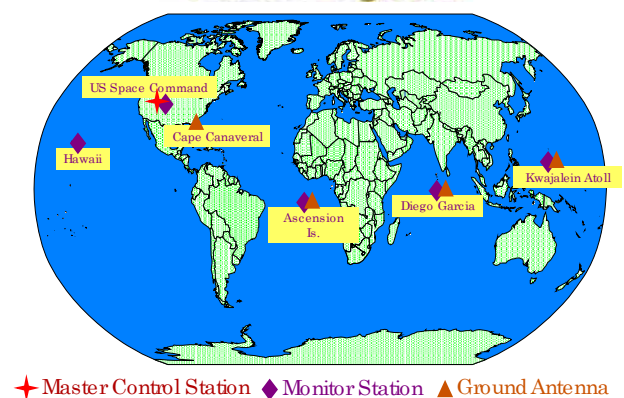 US Space Command
Cape Canaveral
Hawaii
Kwajalein Atoll
Diego Garcia
Ascension
Is.
Master Control Station Monitor Station Ground Antenna